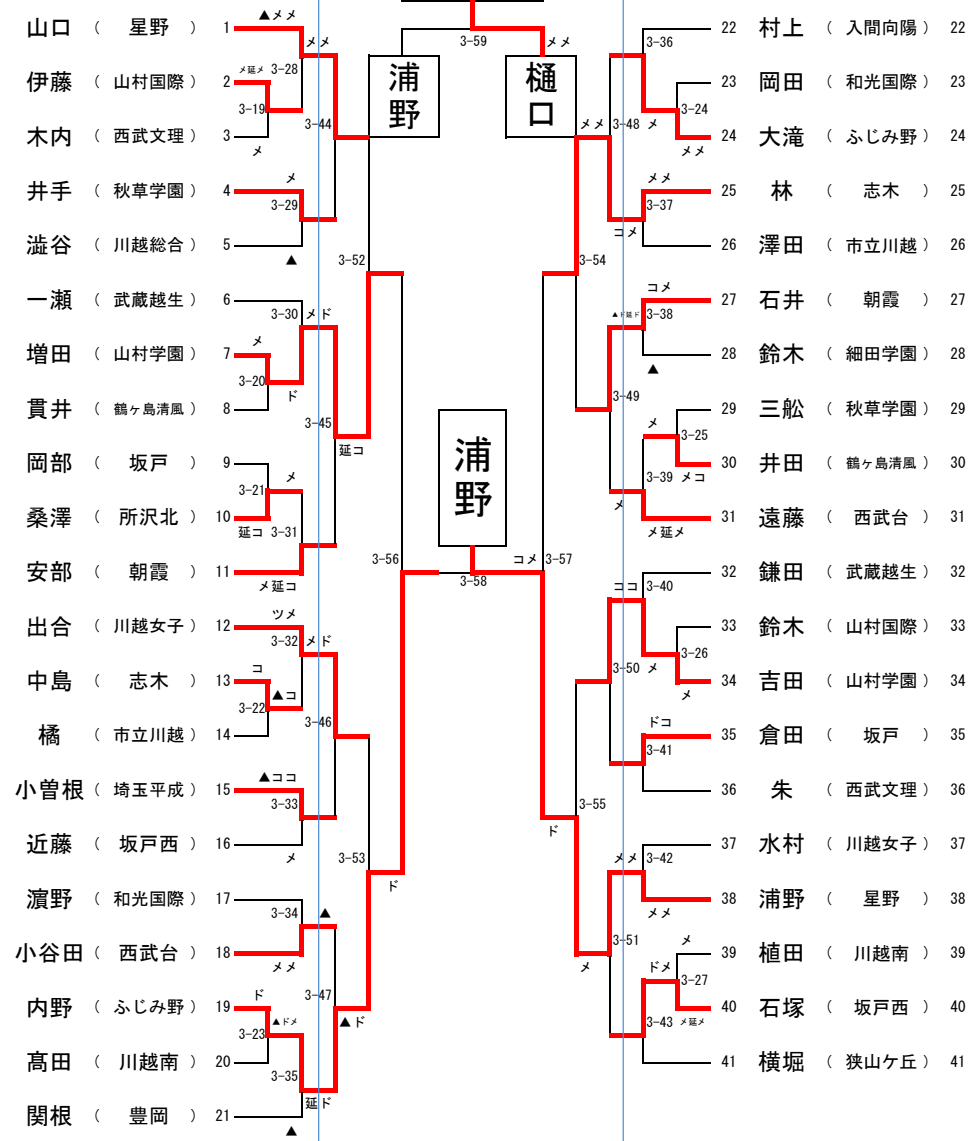 ▲メメ
山口 （ 星野 ） 1
メメ
メ延メ 3-28
伊藤 （ 山村国際 ） 2
3-19
3-44
木内 （ 西武文理 ） 3
メ
メ
井手 （ 秋草学園 ） 4
3-29
澁谷 （ 川越総合 ） 5
▲
3-52
一瀬 （ 武蔵越生 ） 6
3-30 メド
メ
増田 （ 山村学園 ） 7
3-20
ド
貫井 （ 鶴ヶ島清風 ） 8
3-45
延コ
岡部 （ 坂戸 ） 9
メ
3-21
桑澤 （ 所沢北 ） 10
延コ 3-31
安部 （ 朝霞 ） 11
メ延コ
ツメ
出合 （ 川越女子 ） 12
3-32 メド
コ
中島 （ 志木 ） 13
▲コ
3-22
3-46
橘 （ 市立川越 ） 14
▲ココ
小曽根 （ 埼玉平成 ） 15
3-33
近藤 （ 坂戸西 ） 16
メ
3-53
濵野 （ 和光国際 ） 17
3-34 ▲
小谷田 （ 西武台 ） 18
メメ
ド
3-47
内野 （ ふじみ野 ） 19
▲ドメ
▲ド
3-23
髙田 （ 川越南 ） 20
3-35
延ド
関根 （ 豊岡 ） 21
▲
3-59
メメ
浦野
樋口
浦野
3-56
3-58
コメ
3-57
ド
ド
22 村上 （ 入間向陽 ） 22
3-36
23 岡田 （ 和光国際 ） 23
3-24
メメ 3-48 メ
24 大滝 （ ふじみ野 ） 24
メメ
メメ
25 林 （ 志木 ） 25
3-37
コメ
26 澤田 （ 市立川越 ） 26
3-54
コメ
27 石井 （ 朝霞 ） 27
▲ド延ド 3-38
28 鈴木 （ 細田学園 ） 28
▲
3-49
29 三舩 （ 秋草学園 ） 29
メ
3-25
30 井田 （ 鶴ヶ島清風 ） 30
3-39 メコ
メ
31 遠藤 （ 西武台 ） 31
メ延メ
32 鎌田 （ 武蔵越生 ） 32
ココ 3-40
33 鈴木 （ 山村国際 ） 33
3-26
3-50 メ
34 吉田 （ 山村学園 ） 34
メ
ドコ
35 倉田 （ 坂戸 ） 35
3-41
36 朱 （ 西武文理 ） 36
3-55
37 水村 （ 川越女子 ） 37
メメ 3-42
38 浦野 （ 星野 ） 38
メメ
3-51
メ
39 植田 （ 川越南 ） 39
メ
ドメ
3-27
40 石塚 （ 坂戸西 ） 40
3-43 メ延メ
41 横堀 （ 狭山ケ丘 ） 41